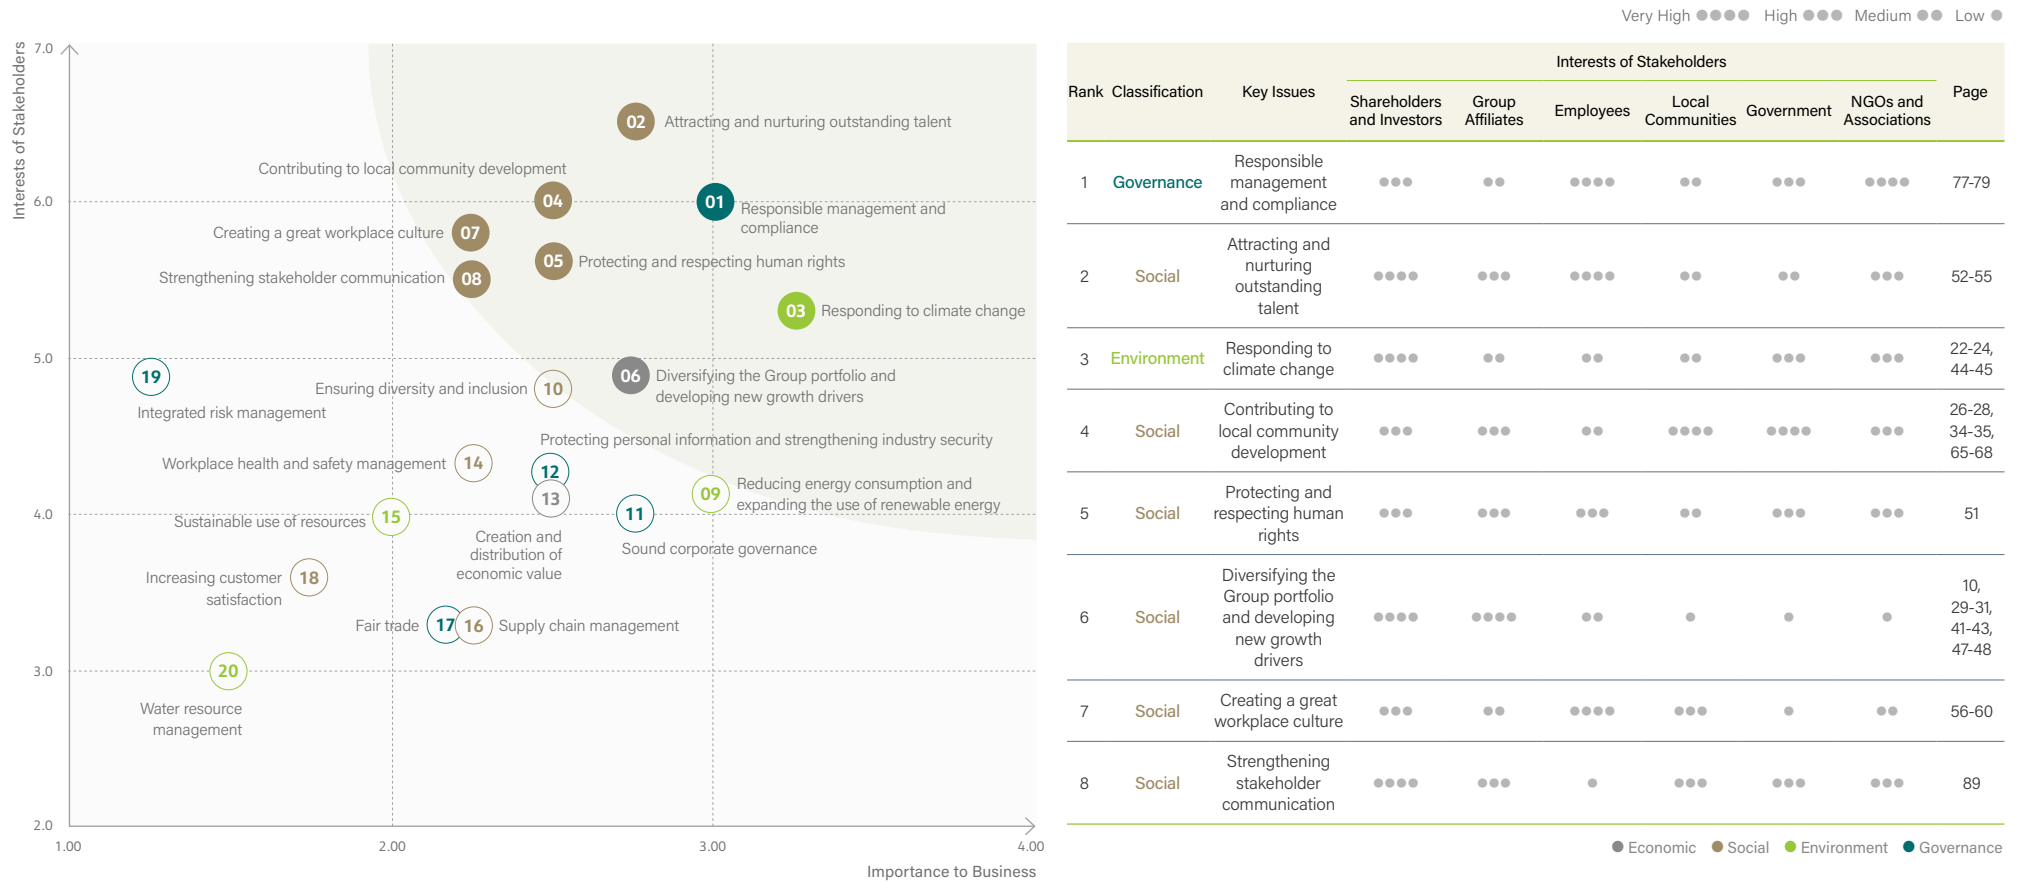 Very High High Medium Low
Interests of Stakeholders
7.0
6.0
5.0
4.0
3.0
2.0
1.00 2.00 3.00 4.00
Importance to Business
02 Attracting and nurturing outstanding talent
Contributing to local community development
04
01 Responsible management and
compliance
Creating a great workplace culture 07
05 Protecting and respecting human rights
Strengthening stakeholder communication 08
03 Responding to climate change
19
Integrated risk management
06 Diversifying the Group portfolio and
developing new growth drivers
Ensuring diversity and inclusion 10
Protecting personal information and strengthening industry security
12
Workplace health and safety management 14
13
Creation and
distribution of
economic value
09 Reducing energy consumption and
expanding the use of renewable energy
11
Sound corporate governance
Sustainable use of resources 15
Increasing customer
satisfaction
18
Fair trade 17
16 Supply chain management
20
Water resource
management
Interests of Stakeholders
Rank Classification Key Issues Page
Shareholders
and Investors
Group
Affiliates
Employees
Local
Communities
Government
NGOs and
Associations
1 Governance
Responsible
management
and compliance
77-79
2 Social
Attracting and
nurturing
outstanding
talent
52-55
3 Environment
Responding to
climate change
22-24,
44-45
4 Social
Contributing to
local community
development
26-28,
34-35,
65-68
5 Social
Protecting and
respecting human
rights
51
6 Social
Diversifying the
Group portfolio
and developing
new growth
drivers
10,
29-31,
41-43,
47-48
7 Social
Creating a great
workplace culture
56-60
8 Social
Strengthening
stakeholder
communication
89
Economic Social Environment Governance